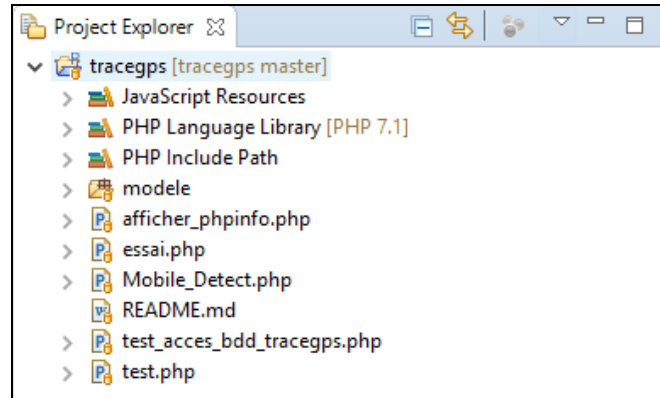 Project Explorer
tracegps [tracegps master]
JavaScript Resources
PHP Language Library [PHP 7.1]
PHP Include Path
modele
afficher_phpinfo.php
essai.php
Mobile_Detect.php
README.md
test_acces_bdd_tracegps.php
test.php